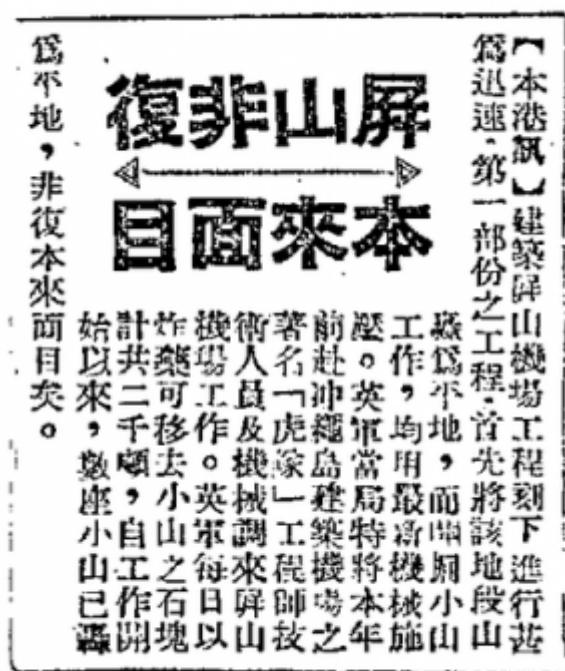 屏山非復
本來面目
【本港訊】建築屏山機場工程刻下進行甚
爲迅速,第一部份之工程,首先將該地段山
轟爲平地,而開闢小山
工作,均用最新機械施
壓。英軍當局特將本年
前赴沖繩島建築機場之
著名「虎隊」工程師技
術人員及機械調來屏山
機場工作。英軍每日以
炸藥可移去小山之石塊
計共二千噸,自工作開
始以來,數座小山已轟
爲平地,非復本來面目矣。